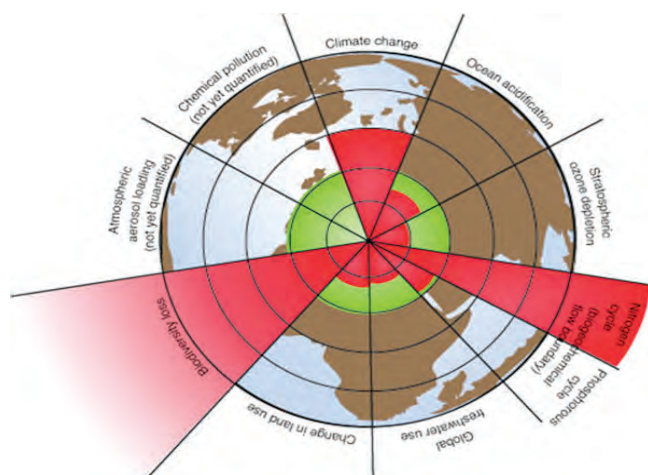 Climate change
Ocean acidification
Stratospheric
ozone depletion
Nitrogen
cycle
(biogeochemical
flow boundary)
Phosphorous
cycle
Global
freshwater use
Change in land use
Biodiversity loss
Atmospheric
aerosol loading
(not yet quantified)
Chemical pollution
(not yet quantified)